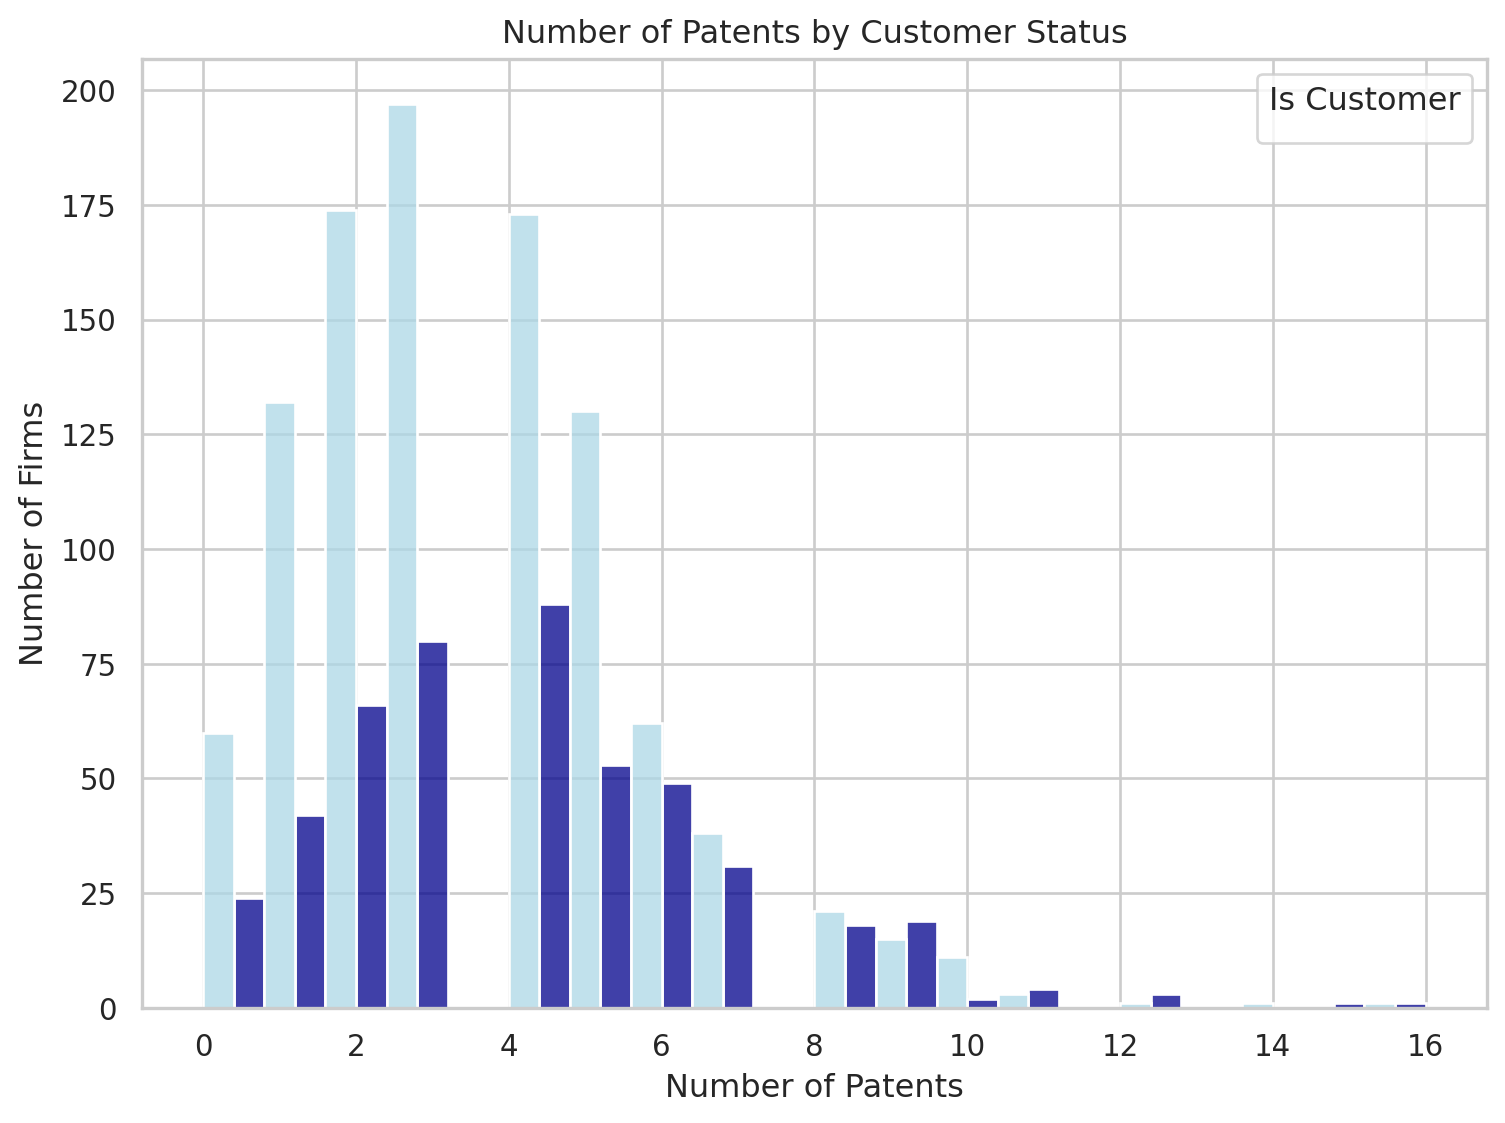 Number of Patents by Customer Status
Is Customer
200
175
150
125
100
75
50
25
0
Number of Firms
0 2 4 6 8 10 12 14 16
Number of Patents